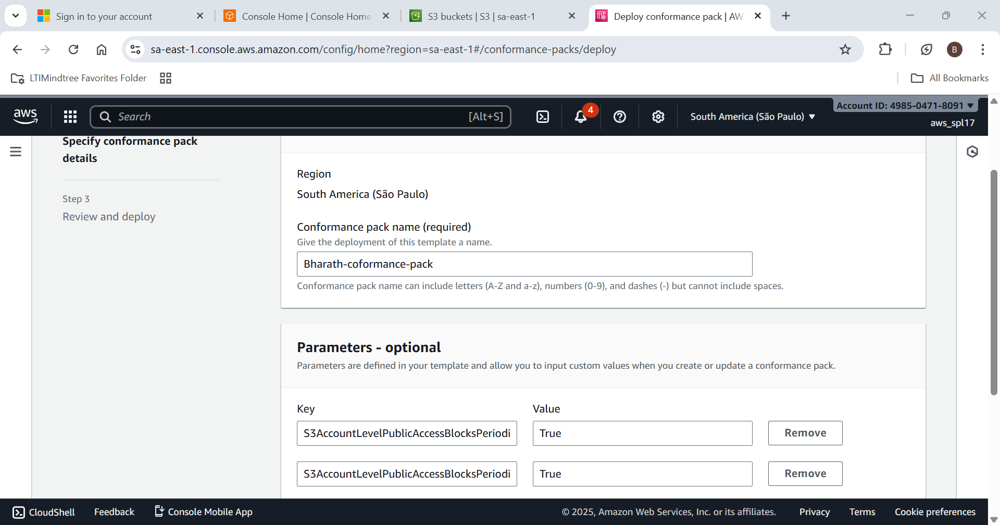 Sign in to your account
Console Home | Console Home
S3 buckets | S3 | sa-east-1
Deploy conformance pack | AW
sa-east-1.console.aws.amazon.com/config/home?region=sa-east-1#/conformance-packs/deploy
B
LTIMindtree Favorites Folder
All Bookmarks
aws
Search
[Alt+S]
4
South America (São Paulo)
Account ID: 4985-0471-8091
aws_spl17
Specify conformance pack
details
Step 3
Review and deploy
Region
South America (São Paulo)
Conformance pack name (required)
Give the deployment of this template a name.
Bharath-coformance-pack
Conformance pack name can include letters (A-Z and a-z), numbers (0-9), and dashes (-) but cannot include spaces.
Parameters - optional
Parameters are defined in your template and allow you to input custom values when you create or update a conformance pack.
Key Value
S3AccountLevelPublicAccessBlocksPeriodi True Remove
S3AccountLevelPublicAccessBlocksPeriodi True Remove
CloudShell Feedback Console Mobile App © 2025, Amazon Web Services, Inc. or its affiliates. Privacy Terms Cookie preferences